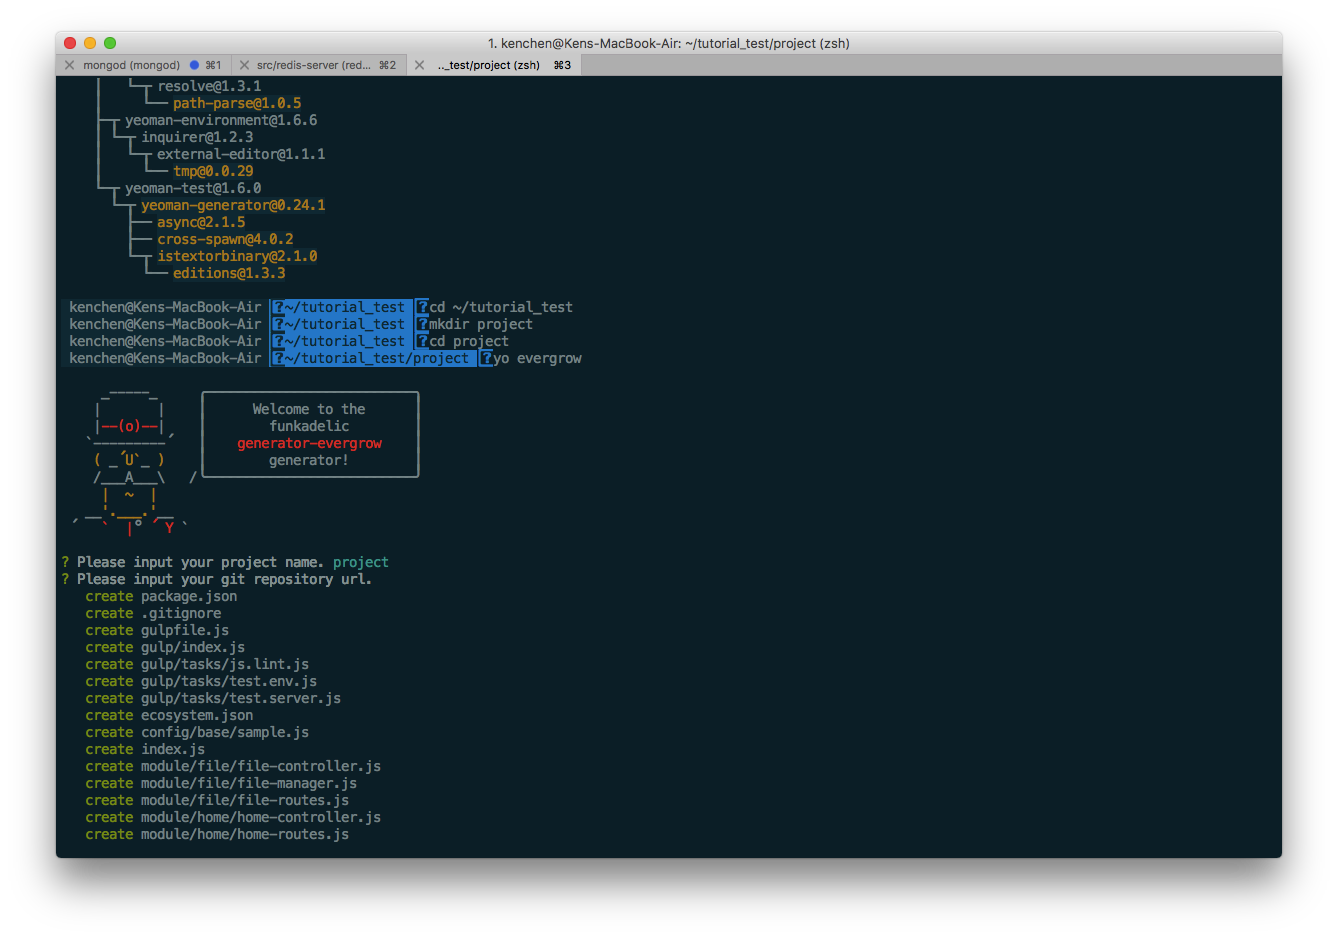 1. kenchen@Kens-MacBook-Air: ~/tutorial_test/project (zsh)
mongod (mongod) ⌘1 src/redis-server (red... ⌘2 .._test/project (zsh) ⌘3
resolve@1.3.1
path-parse@1.0.5
yeoman-environment@1.6.6
inquirer@1.2.3
external-editor@1.1.1
tmp@0.0.29
yeoman-test@1.6.0
yeoman-generator@0.24.1
async@2.1.5
cross-spawn@4.0.2
istextorbinary@2.1.0
editions@1.3.3
kenchen@Kens-MacBook-Air ?~/tutorial_test ?cd ~/tutorial_test
kenchen@Kens-MacBook-Air ?~/tutorial_test ?mkdir project
kenchen@Kens-MacBook-Air ?~/tutorial_test ?cd project
kenchen@Kens-MacBook-Air ?~/tutorial_test/project ?yo evergrow
Welcome to the
funkadelic
generator-evergrow
generator!
? Please input your project name. project
? Please input your git repository url.
create package.json
create .gitignore
create gulpfile.js
create gulp/index.js
create gulp/tasks/js.lint.js
create gulp/tasks/test.env.js
create gulp/tasks/test.server.js
create ecosystem.json
create config/base/sample.js
create index.js
create module/file/file-controller.js
create module/file/file-manager.js
create module/file/file-routes.js
create module/home/home-controller.js
create module/home/home-routes.js